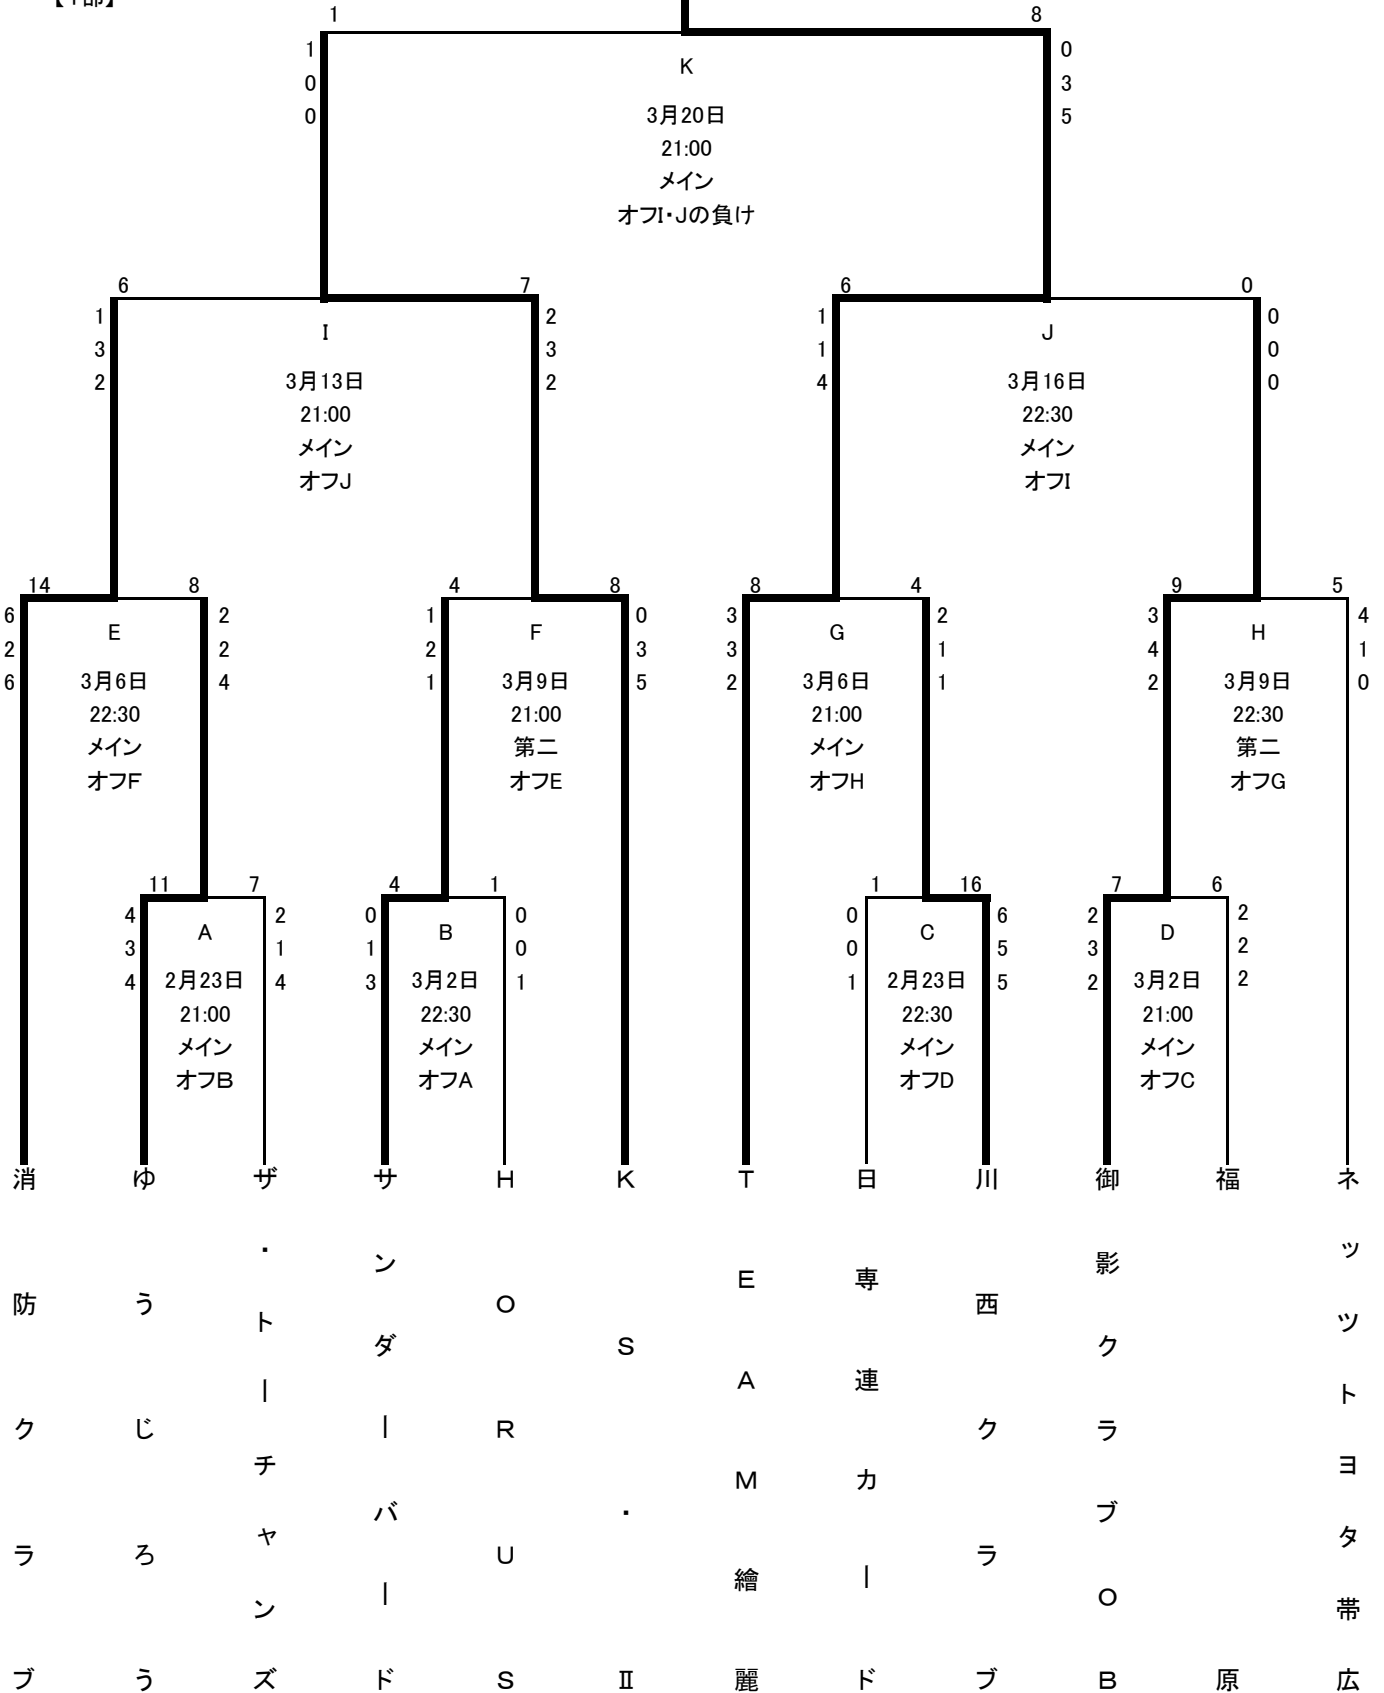 【1部】
1 8
1 0
0 3
0 5
K
3月20日
21:00
メイン
オフI・Jの負け
6 7 6 0
1 2 1 0
3 3 1 0
2 2 4 0
I
3月13日
21:00
メイン
オフJ
J
3月16日
22:30
メイン
オフI
14 8 4 8 8 4 9 5
6 2 1 0 3 2 3 4
2 2 2 3 3 1 4 1
6 4 1 5 2 1 2 0
E
3月6日
22:30
メイン
オフF
F
3月9日
21:00
第二
オフE
G
3月6日
21:00
メイン
オフH
H
3月9日
22:30
第二
オフG
11 7 4 1 1 16 7 6
4 2 0 0 0 6 2 2
3 1 1 0 0 5 3 2
4 4 3 1 1 5 2 2
A
2月23日
21:00
メイン
オフB
B
3月2日
22:30
メイン
オフA
C
2月23日
22:30
メイン
オフD
D
3月2日
21:00
メイン
オフC
消防クラブ
ゆうじろう
ザ・トーチャンズ
サンダーバード
HORUS
KS・Ⅱ
TEAM繪麗
日専連カード
川西クラブ
御影クラブOB
福原
ネッツトヨタ帯広